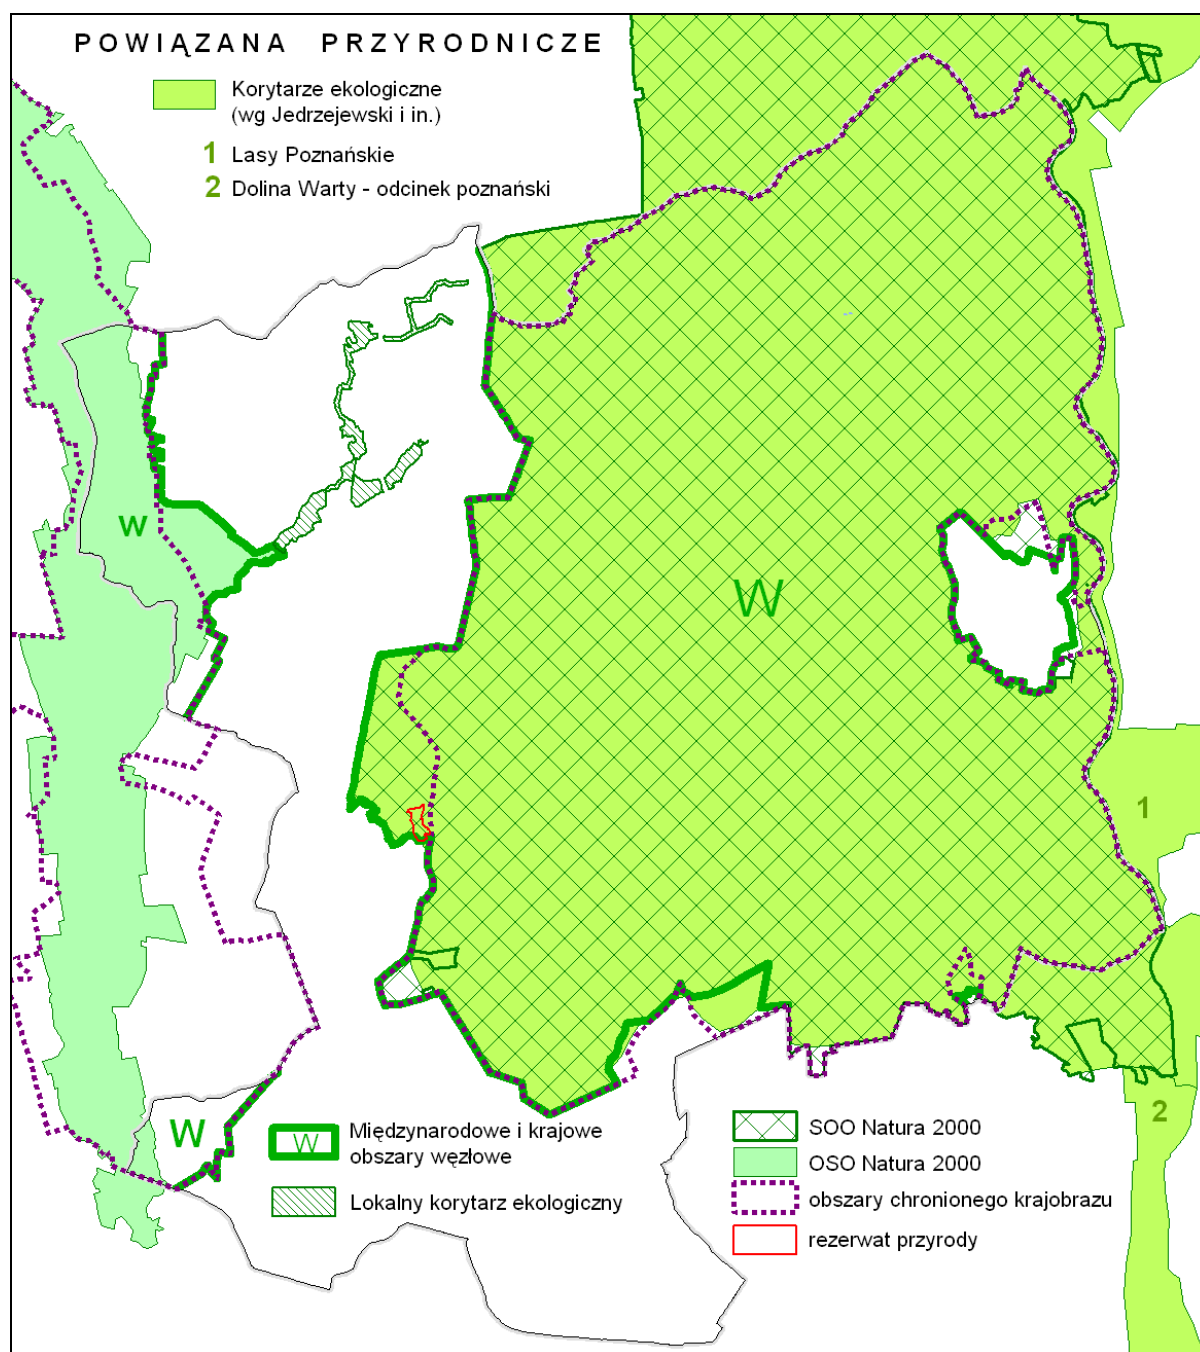 POWIĄZANA PRZYRODNICZE
Korytarze ekologiczne
(wg Jedrzejewski i in.)
1 Lasy Poznańskie
2 Dolina Warty - odcinek poznański
W
W
1
2
W
W Międzynarodowe i krajowe
obszary węzłowe
Lokalny korytarz ekologiczny
SOO Natura 2000
OSO Natura 2000
obszary chronionego krajobrazu
rezerwat przyrody